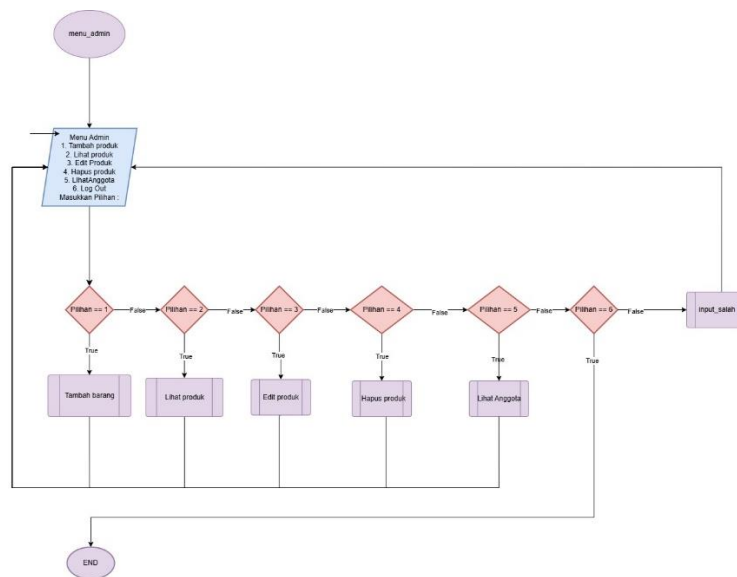 menu_admin
Menu Admin
1. Tambah produk
2. Lihat produk
3. Edit Produk
4. Hapus produk
5. LihatAnggota
6. Log Out
Masukkan Pilihan :
Pilihan == 1
False
Pilihan == 2
False
Pilihan == 3
False
Pilihan == 4
False
Pilihan == 5
False
Pilihan == 6
False
input_salah
True
True
True
True
True
True
Tambah barang
Lihat produk
Edit produk
Hapus produk
Lihat Anggota
END